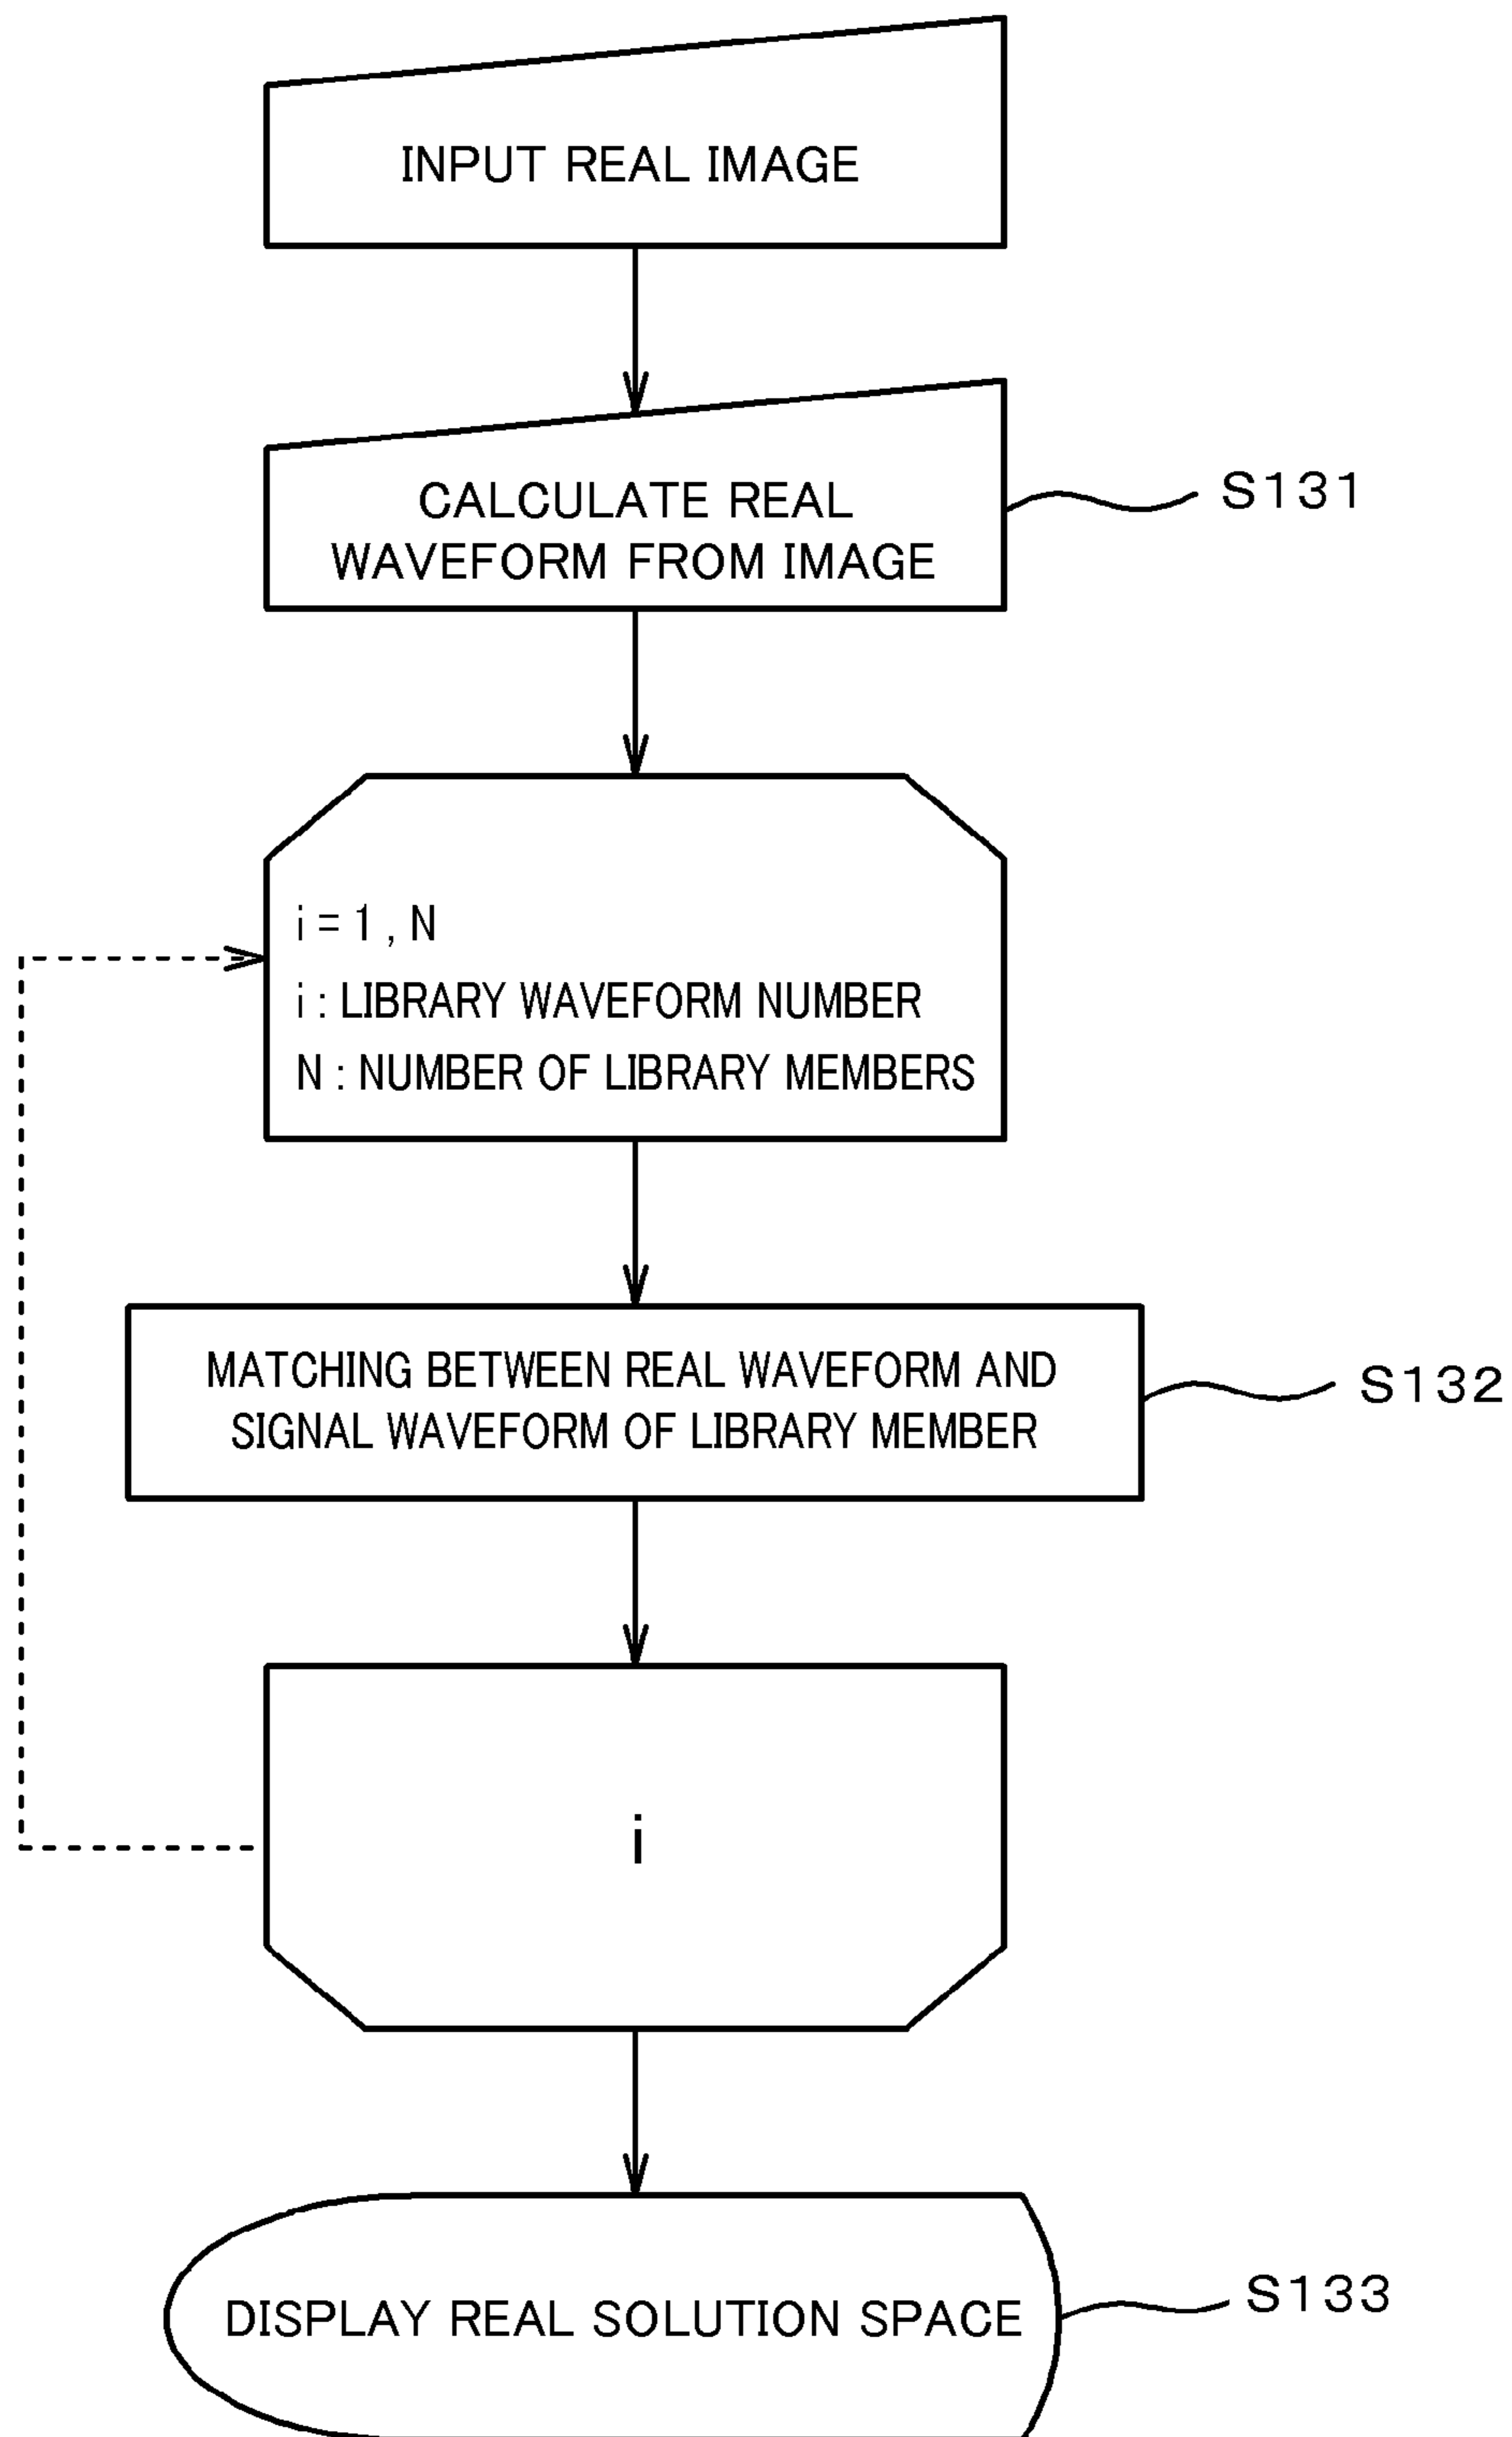 INPUT REAL IMAGE
CALCULATE REAL
WAVEFORM FROM IMAGE
S131
i = 1 , N
i : LIBRARY WAVEFORM NUMBER
N : NUMBER OF LIBRARY MEMBERS
MATCHING BETWEEN REAL WAVEFORM AND
SIGNAL WAVEFORM OF LIBRARY MEMBER
S132
i
DISPLAY REAL SOLUTION SPACE
S133